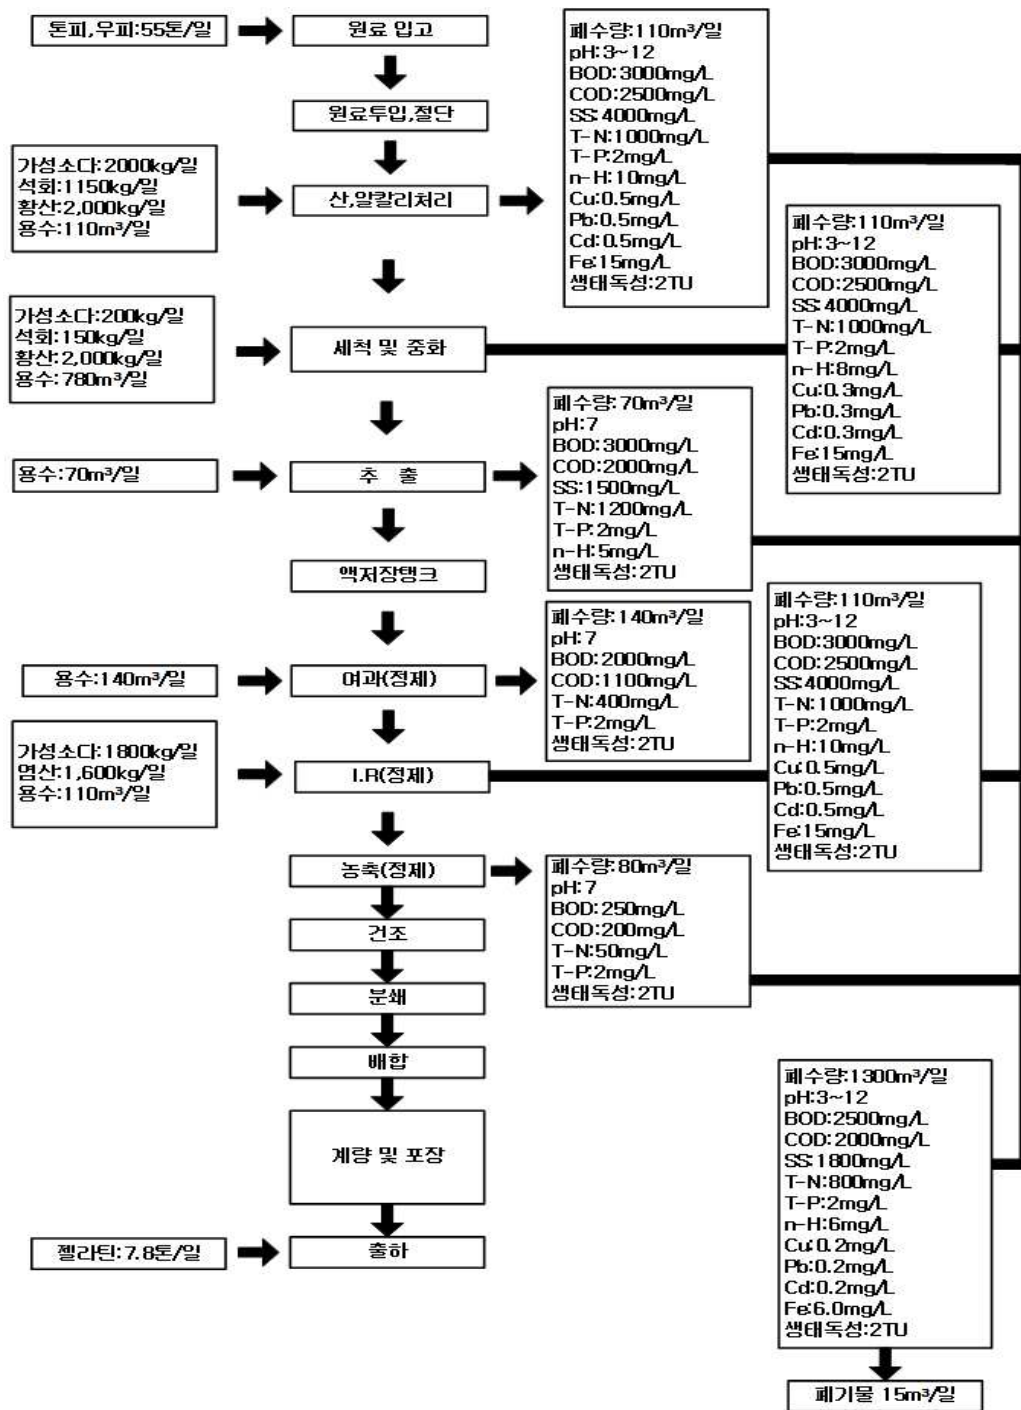 톤피,우피:55톤/일
원료 입고
원료투입,절단
가성소다:2000kg/일
석회:1150kg/일
황산:2,000kg/일
용수:110m³/일
산,알칼리처리
폐수량:110m³/일
pH:3~12
BOD:3000mg/L
COD:2500mg/L
SS:4000mg/L
T-N:1000mg/L
T-P:2mg/L
n-H:10mg/L
Cu:0.5mg/L
Pb:0.5mg/L
Cd:0.5mg/L
Fe:15mg/L
생태독성:2TU
가성소다:200kg/일
석회:150kg/일
황산:2,000kg/일
용수:780m³/일
세척 및 중화
폐수량:110m³/일
pH:3~12
BOD:3000mg/L
COD:2500mg/L
SS:4000mg/L
T-N:1000mg/L
T-P:2mg/L
n-H:8mg/L
Cu:0.3mg/L
Pb:0.3mg/L
Cd:0.3mg/L
Fe:15mg/L
생태독성:2TU
용수:70m³/일
추 출
폐수량:70m³/일
pH:7
BOD:3000mg/L
COD:2000mg/L
SS:1500mg/L
T-N:1200mg/L
T-P:2mg/L
n-H:5mg/L
생태독성:2TU
액저장탱크
용수:140m³/일
여과(정제)
폐수량:140m³/일
pH:7
BOD:2000mg/L
COD:1100mg/L
T-N:400mg/L
T-P:2mg/L
생태독성:2TU
가성소다:1800kg/일
염산:1,600kg/일
용수:110m³/일
I.R(정제)
폐수량:110m³/일
pH:3~12
BOD:3000mg/L
COD:2500mg/L
SS:4000mg/L
T-N:1000mg/L
T-P:2mg/L
n-H:10mg/L
Cu:0.5mg/L
Pb:0.5mg/L
Cd:0.5mg/L
Fe:15mg/L
생태독성:2TU
농축(정제)
폐수량:80m³/일
pH:7
BOD:250mg/L
COD:200mg/L
T-N:50mg/L
T-P:2mg/L
생태독성:2TU
건조
분쇄
배합
계량 및 포장
젤라틴:7.8톤/일
출하
폐수량:1300m³/일
pH:3~12
BOD:2500mg/L
COD:2000mg/L
SS:1800mg/L
T-N:800mg/L
T-P:2mg/L
n-H:6mg/L
Cu:0.2mg/L
Pb:0.2mg/L
Cd:0.2mg/L
Fe:6.0mg/L
생태독성:2TU
폐기물 15m³/일